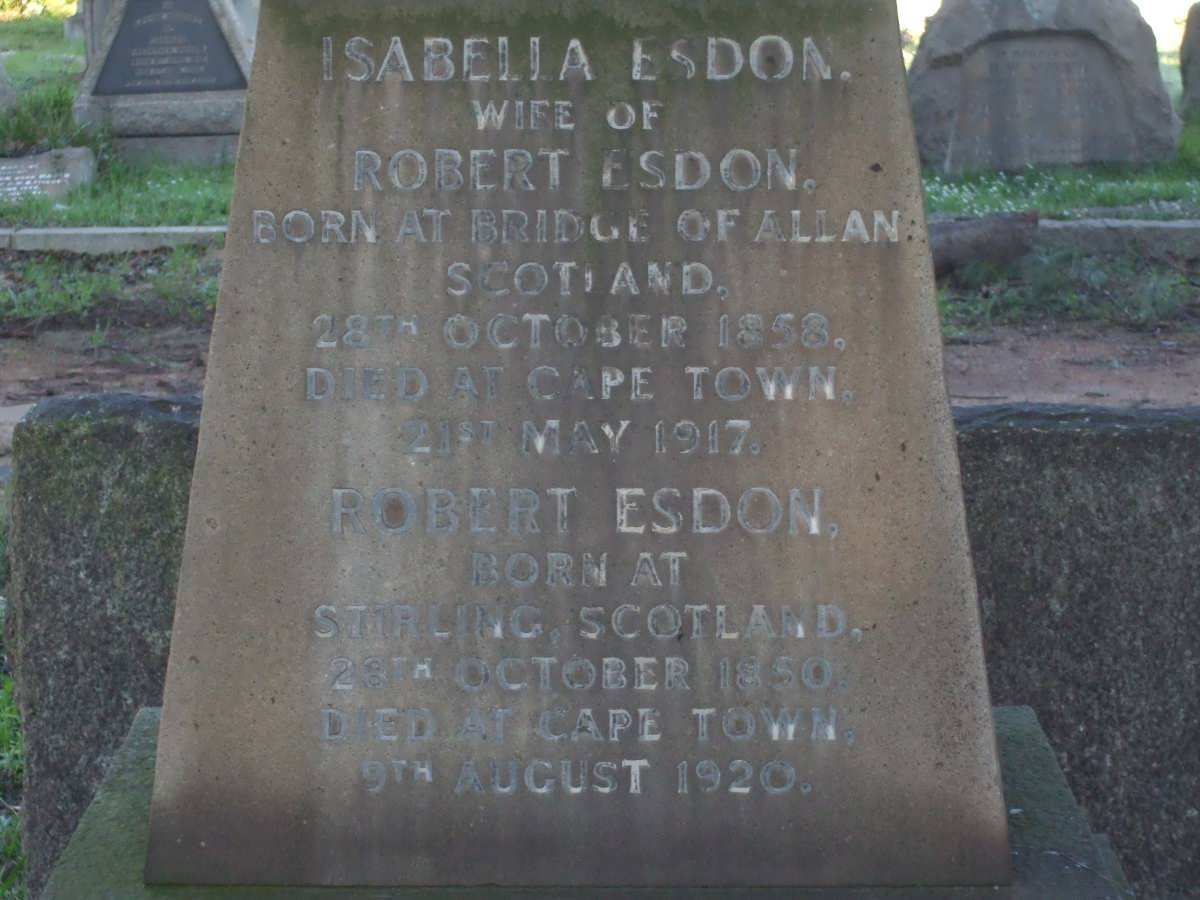 ISABELLA ESDON.
WIFE OF
ROBERT ESDON.
BORN AT BRIDGE OF ALLAN
SCOTLAND,
28TH OCTOBER 1858,
DIED AT CAPE TOWN,
21ST MAY 1917.
ROBERT ESDON,
BORN AT
STIRLING, SCOTLAND,
28TH OCTOBER 1850.
DIED AT CAPE TOWN,
9TH AUGUST 1920.